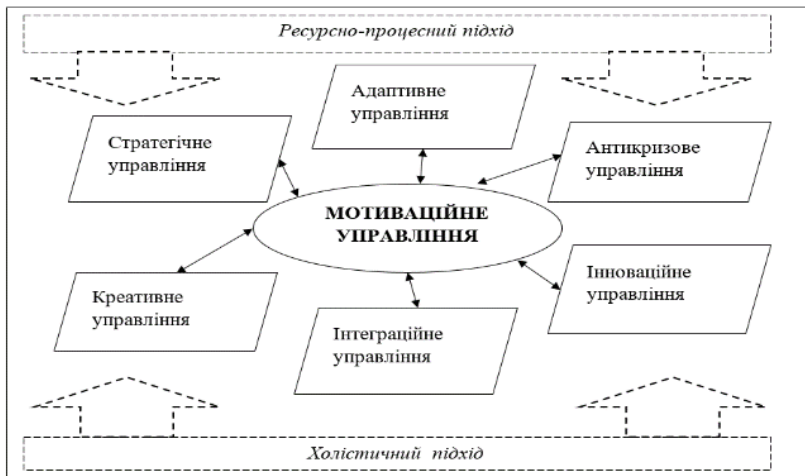 Ресурсно-процесний підхід
Адаптивне
управління
Стратегічне
управління
Антикризове
управління
МОТИВАЦІЙНЕ
УПРАВЛІННЯ
Креативне
управління
Інноваційне
управління
Інтеграційне
управління
Холістичний підхід